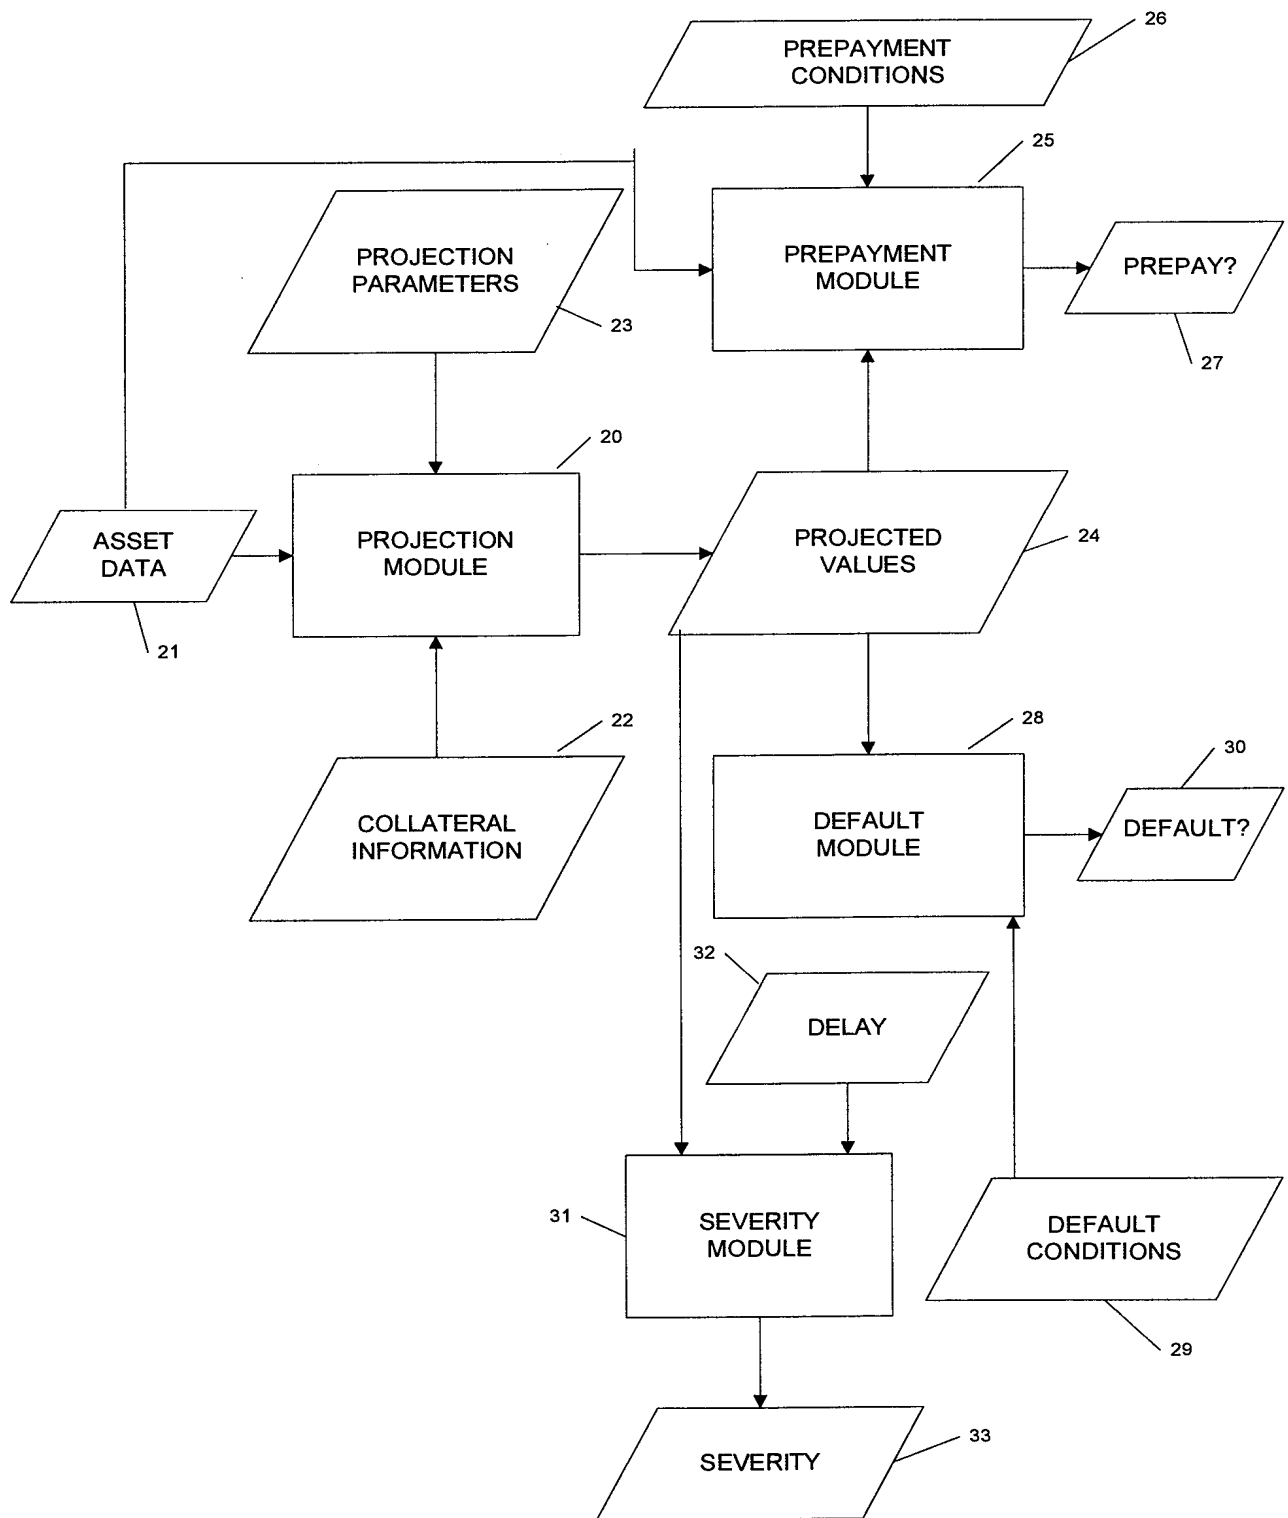 26
PREPAYMENT
CONDITIONS
25
PROJECTION
PARAMETERS
PREPAYMENT
MODULE
PREPAY?
23
27
20
ASSET
DATA
PROJECTION
MODULE
PROJECTED
VALUES
24
21
22
28
30
COLLATERAL
INFORMATION
DEFAULT
MODULE
DEFAULT?
32
DELAY
31
SEVERITY
MODULE
DEFAULT
CONDITIONS
29
SEVERITY
33